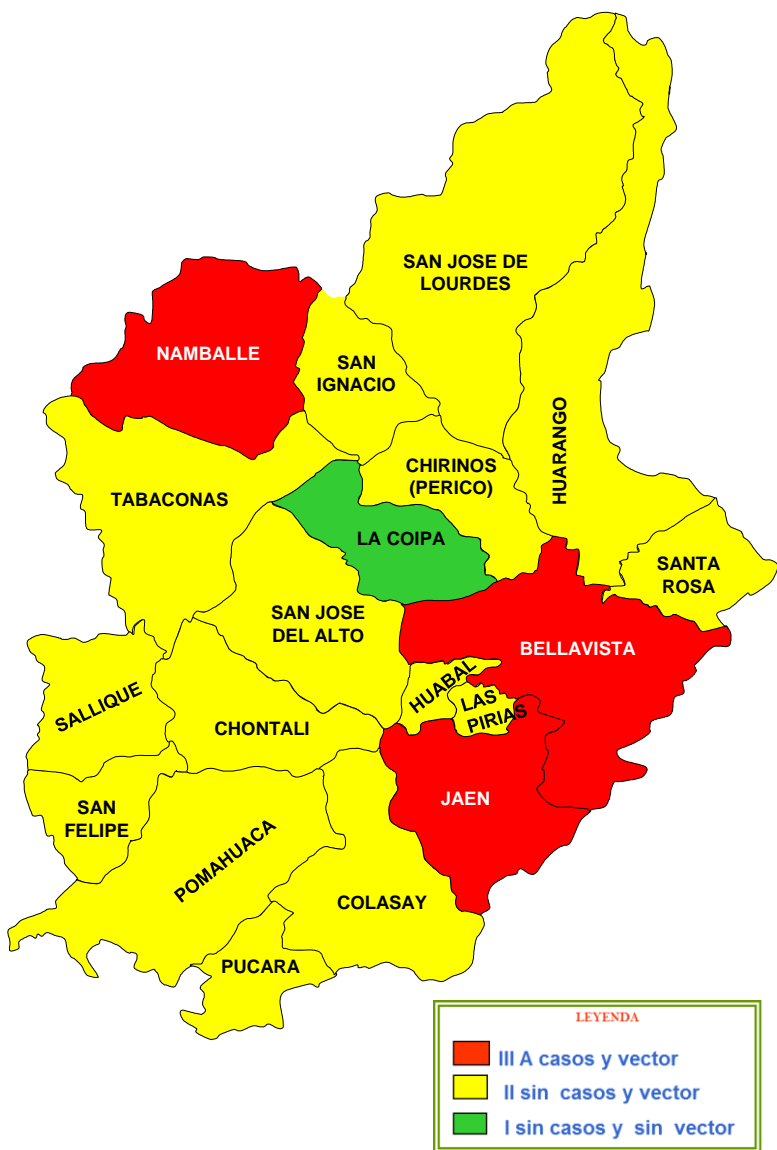 SAN JOSE DE
LOURDES
NAMBALLE
SAN
IGNACIO
HUARANGO
CHIRINOS
(PERICO)
TABACONAS
LA COIPA
SANTA
ROSA
SAN JOSE
DEL ALTO
BELLAVISTA
HUABAL
SALLIQUE
LAS
PIRIAS
CHONTALI
JAEN
SAN
FELIPE
POMAHUACA
COLASAY
PUCARA
LEYENDA
III A casos y vector
II sin casos y vector
I sin casos y sin vector